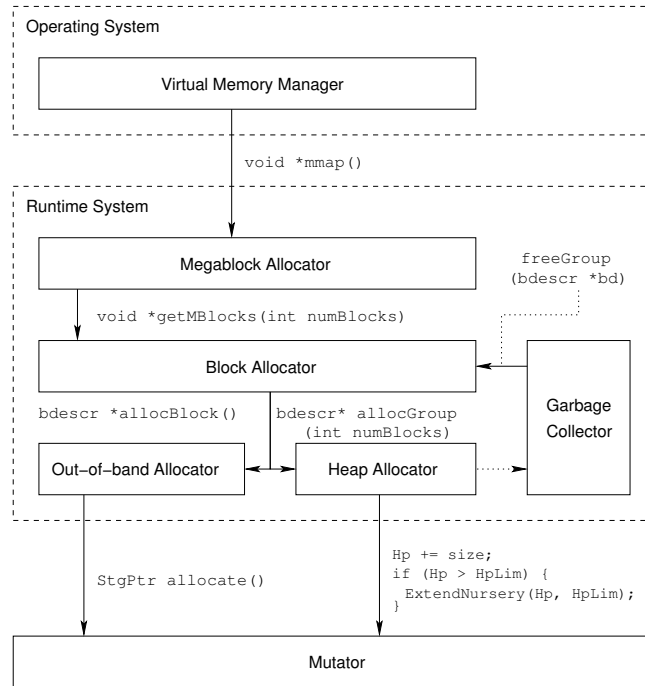 Operating System
Virtual Memory Manager
void *mmap()
Runtime System
Megablock Allocator
freeGroup
(bdescr *bd)
void *getMBlocks(int numBlocks)
Block Allocator
Garbage
Collector
bdescr *allocBlock()
bdescr* allocGroup
(int numBlocks)
Out-of-band Allocator
Heap Allocator
StgPtr allocate()
Hp += size;
if (Hp > HpLim) {
ExtendNursery(Hp, HpLim);
}
Mutator